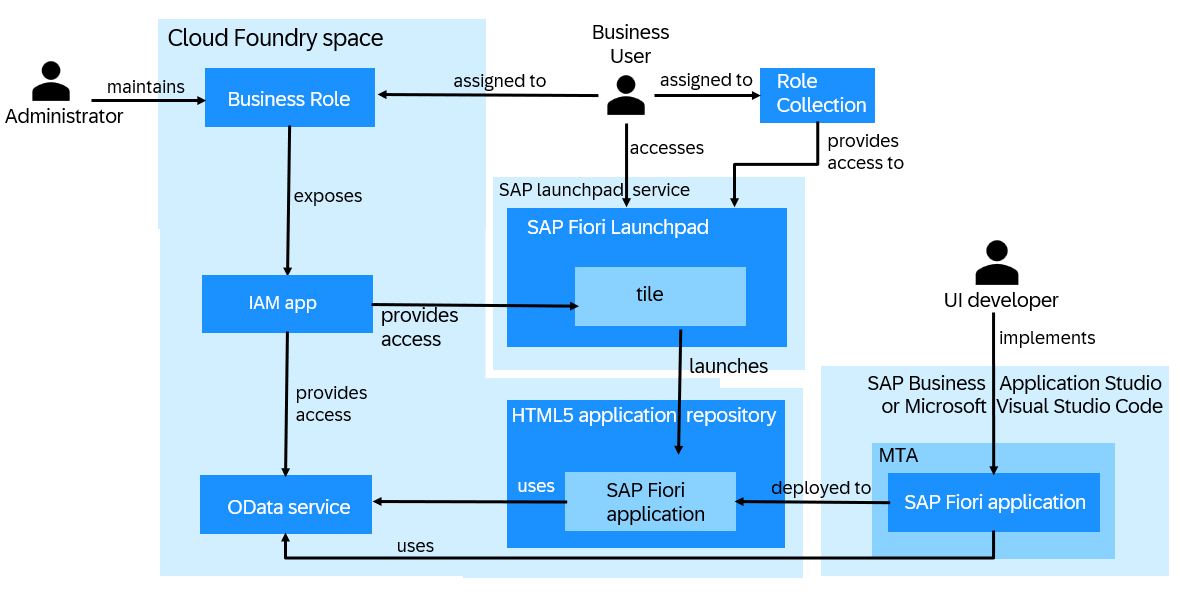 Cloud Foundry space
Business
User
Administrator
maintains
Business Role
assigned to
assigned to
Role
Collection
accesses
provides
access to
exposes
SAP launchpad service
SAP Fiori Launchpad
tile
IAM app
provides
access
UI developer
implements
launches
provides
access
SAP Business Application Studio
or Microsoft Visual Studio Code
HTML5 application repository
MTA
OData service
uses
SAP Fiori
application
deployed to
SAP Fiori application
uses